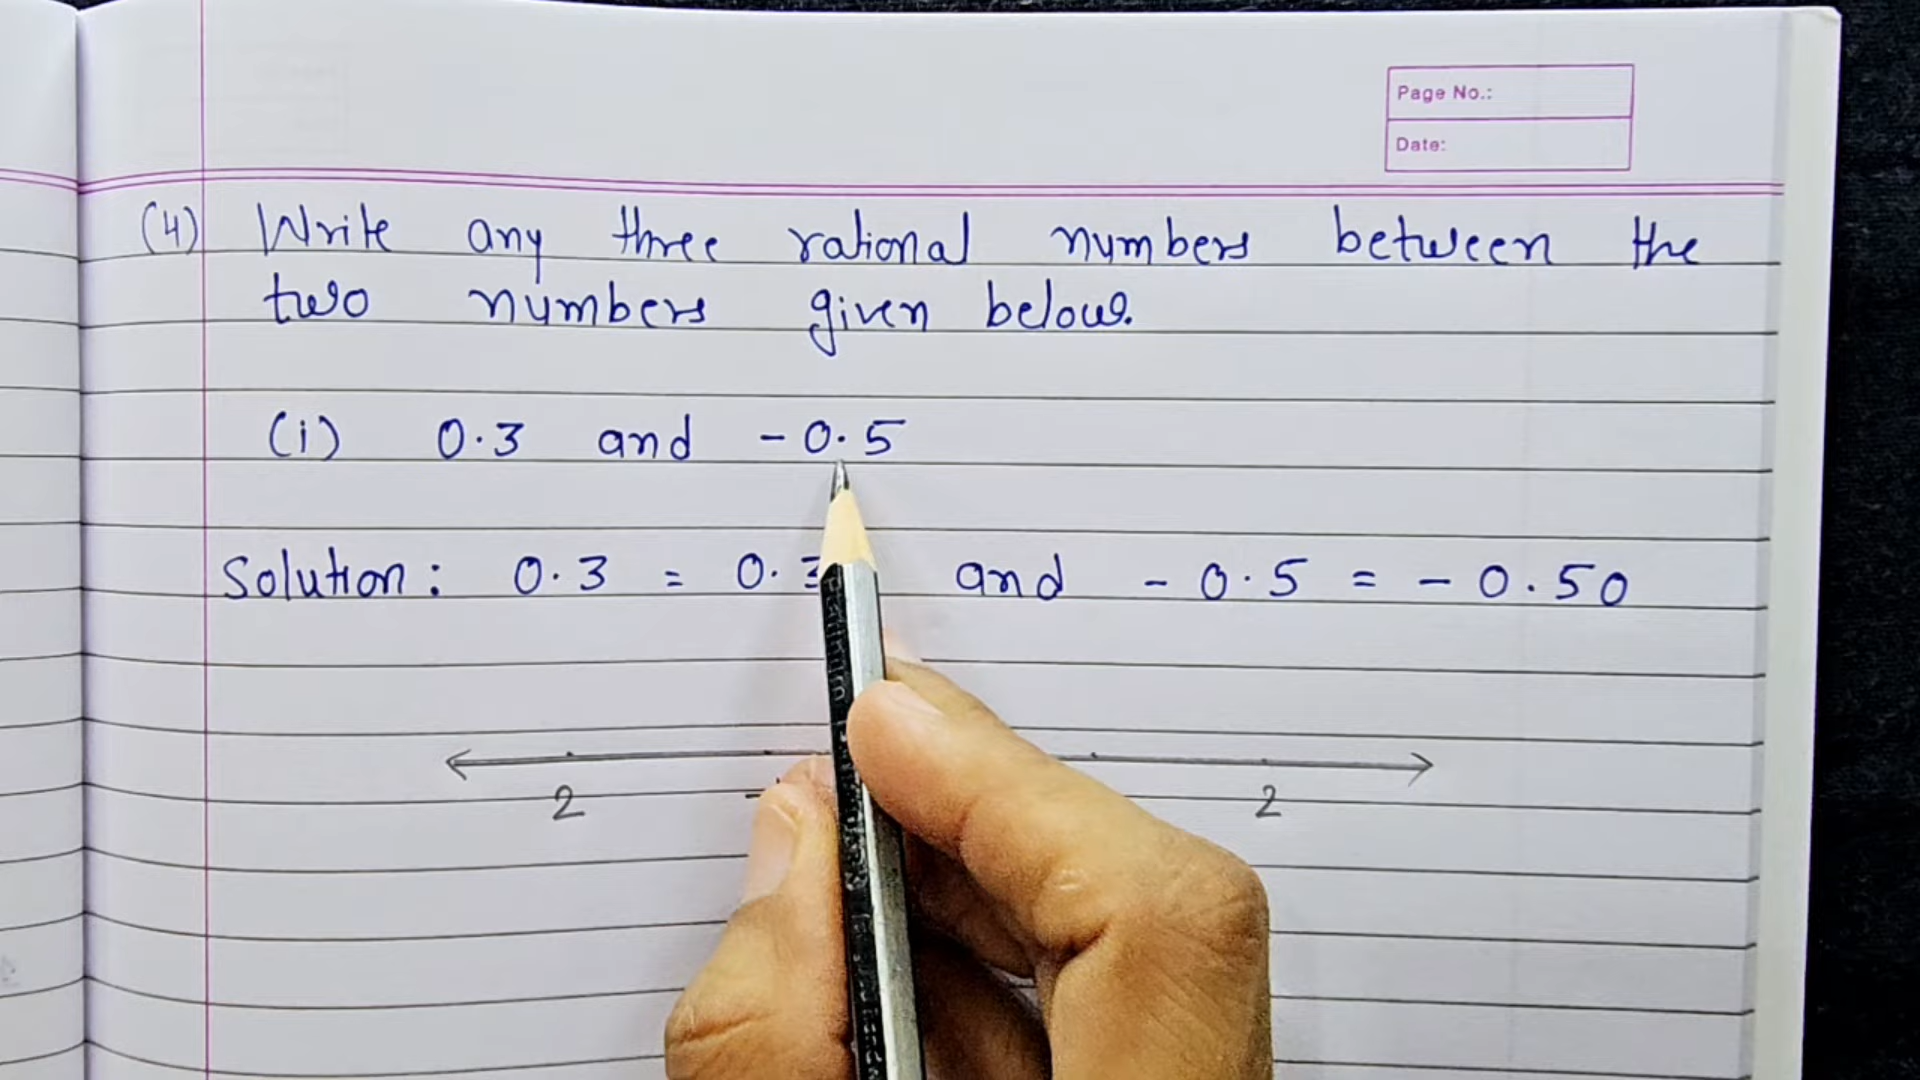 Page No.:
Date:
(4) Write any three rational numbers between the
two numbers given below.
(i) 0.3 and -0.5
Solution: 0.3 = 0.3 and -0.5 = -0.50
2 2